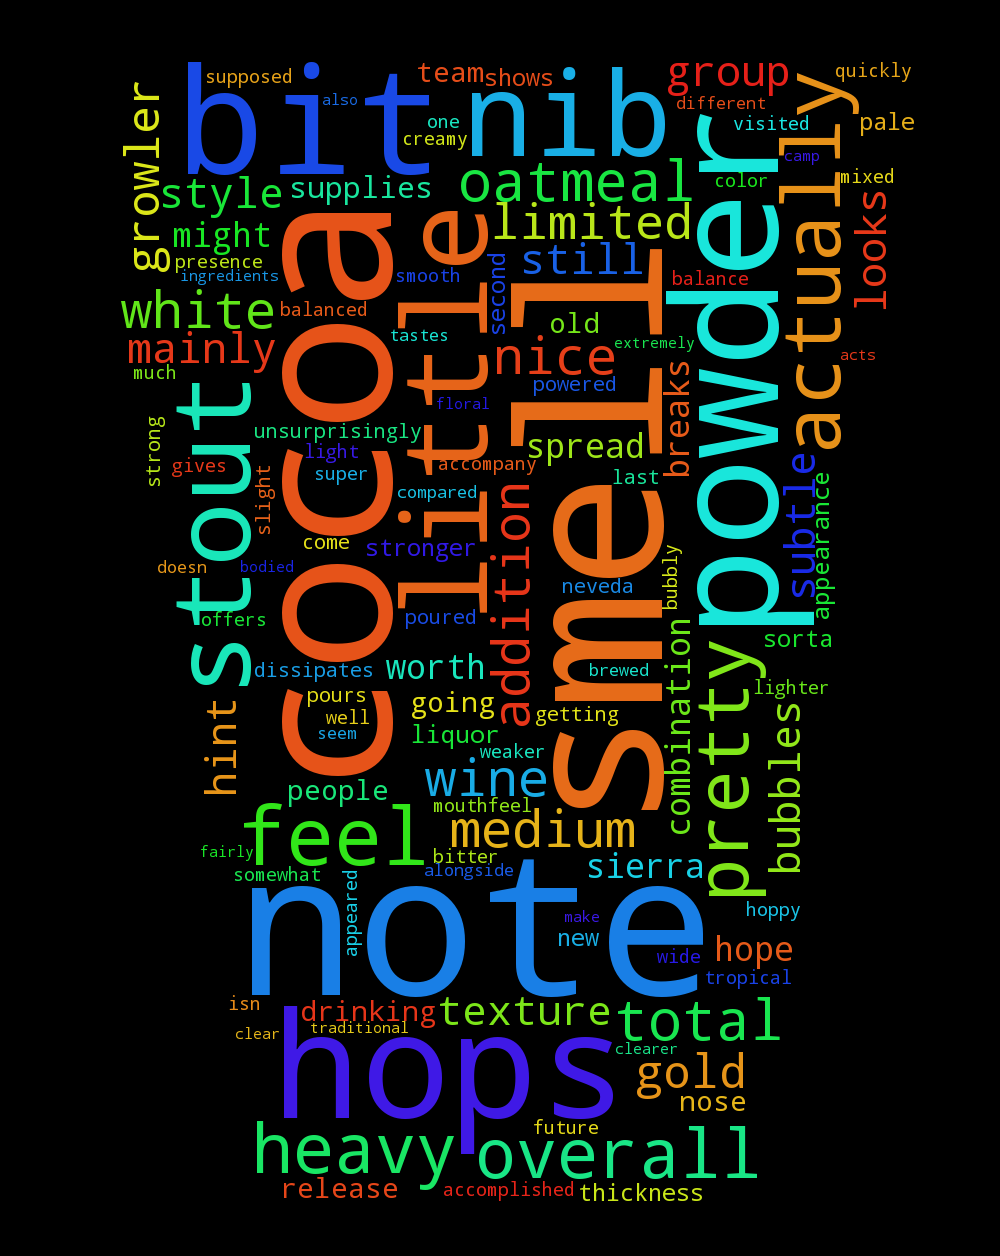 bit
supposed
also
team
shows
nib
group
quickly
different
growler
one
creamy
visited
pale
actually
powder
camp
style
supplies
oatmeal
color
mixed
limited
looks
might
presence
ingredients
cocoa
little
smooth
second
still
smell
balance
white
balanced
tastes
old
extremely
mainly
nice
acts
much
stout
powered
breaks
floral
strong
unsurprisingly
spread
light
gives
super
accompany
last
subtle
slight
compared
addition
appearance
come
stronger
bubbly
doesn
bodied
neveda
offers
poured
combination
sorta
dissipates
worth
brewed
pretty
lighter
hint
pours
going
well
getting
bubbles
seem
liquor
weaker
wine
people
mouthfeel
feel
medium
fairly
bitter
sierra
somewhat
alongside
appeared
note
hoppy
make
new
hope
wide
tropical
isn
drinking
texture
total
clear
traditional
hops
clearer
gold
nose
heavy
future
overall
release
accomplished
thickness